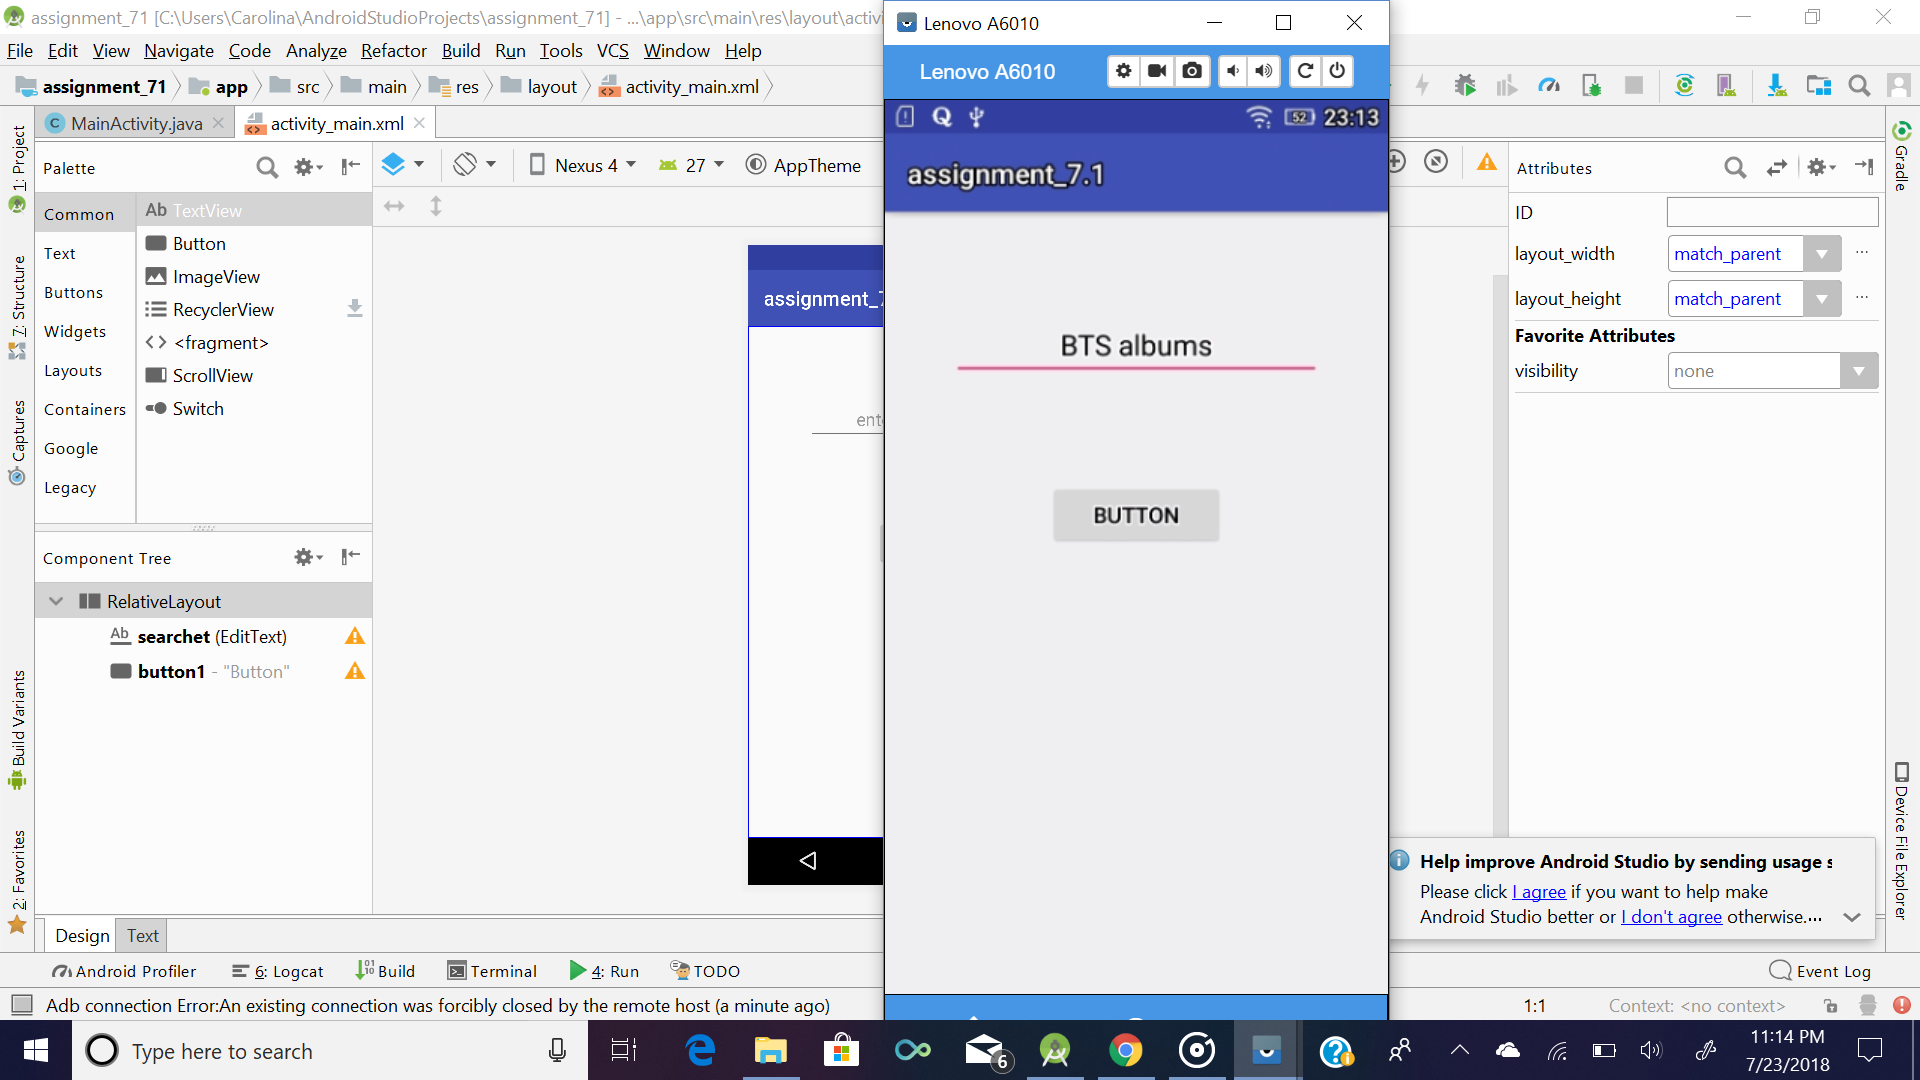 assignment_71 [C:\Users\Carolina\AndroidStudioProjects\assignment_71] - ...\app\src\main\res\layout\activi
File Edit View Navigate Code Analyze Refactor Build Run Tools VCS Window Help
assignment_71 app src main res layout activity_main.xml
MainActivity.java activity_main.xml
Palette
Nexus 4 27 AppTheme
Common
Text
Buttons
Widgets
Layouts
Containers
Google
Legacy
Ab TextView
Button
ImageView
RecyclerView
<fragment>
ScrollView
Switch
Component Tree
RelativeLayout
Ab searchet (EditText)
button1 - "Button"
1: Project
7: Structure
Captures
Build Variants
2: Favorites
assignment_7
ente
Lenovo A6010
Lenovo A6010
52 23:13
assignment_7.1
BTS albums
BUTTON
Attributes
ID
layout_width match_parent ...
layout_height match_parent ...
Favorite Attributes
visibility none
Gradle
Device File Explorer
Help improve Android Studio by sending usage s
Please click I agree if you want to help make
Android Studio better or I don't agree otherwise....
Design Text
Android Profiler 6: Logcat Build Terminal 4: Run TODO Event Log
Adb connection Error:An existing connection was forcibly closed by the remote host (a minute ago) 1:1 Context: <no context>
Type here to search
6
11:14 PM
7/23/2018